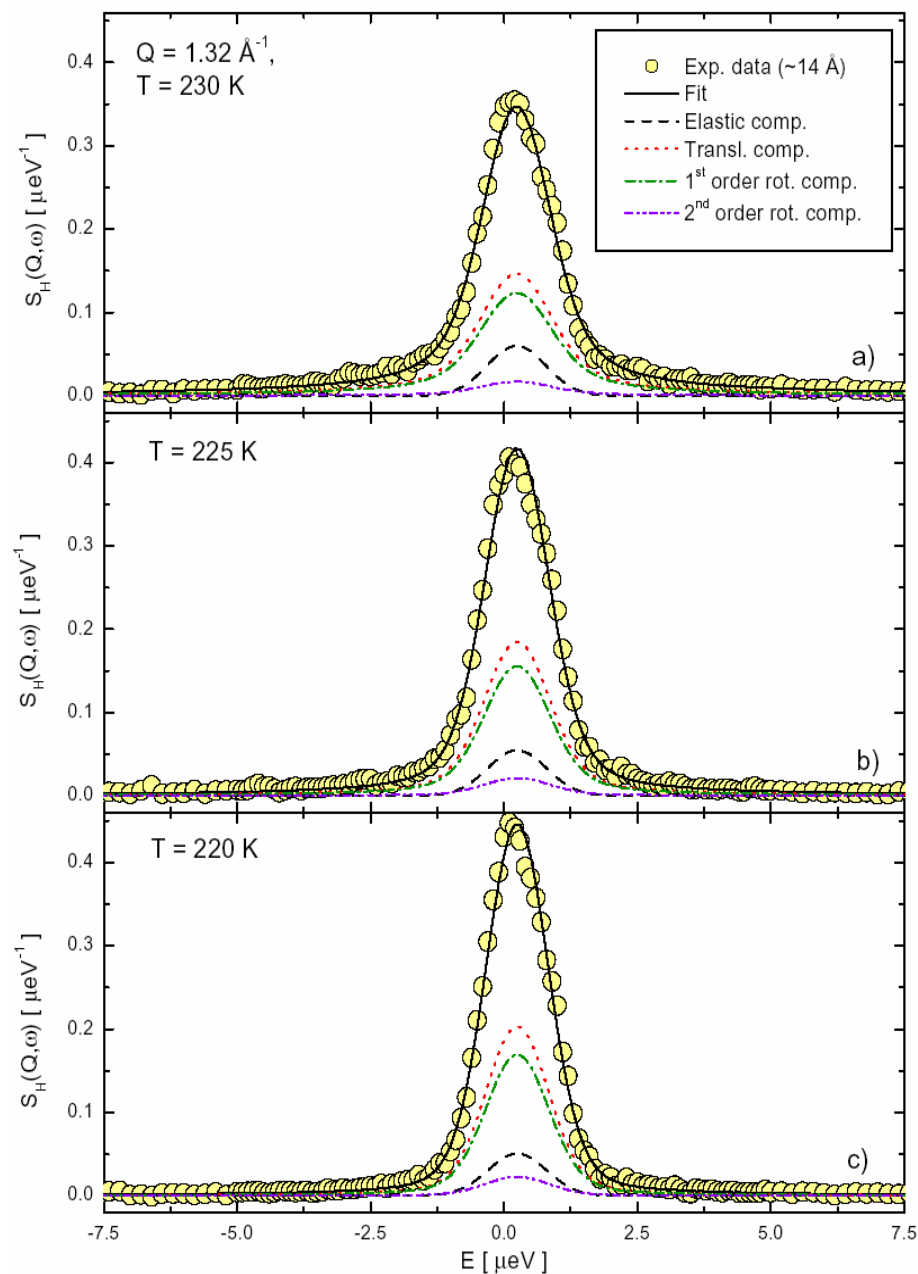 Q = 1.32 Å⁻¹,
T = 230 K
Exp. data (~14 Å)
Fit
Elastic comp.
Transl. comp.
1ˢᵗ order rot. comp.
2ⁿᵈ order rot. comp.
0.4
0.3
0.2
0.1
0.0
S_H(Q,ω) [ μeV⁻¹ ]
a)
T = 225 K
0.4
0.3
0.2
0.1
0.0
S_H(Q,ω) [ μeV⁻¹ ]
b)
T = 220 K
0.4
0.3
0.2
0.1
0.0
S_H(Q,ω) [ μeV⁻¹ ]
c)
-7.5 -5.0 -2.5 0.0 2.5 5.0 7.5
E [ μeV ]